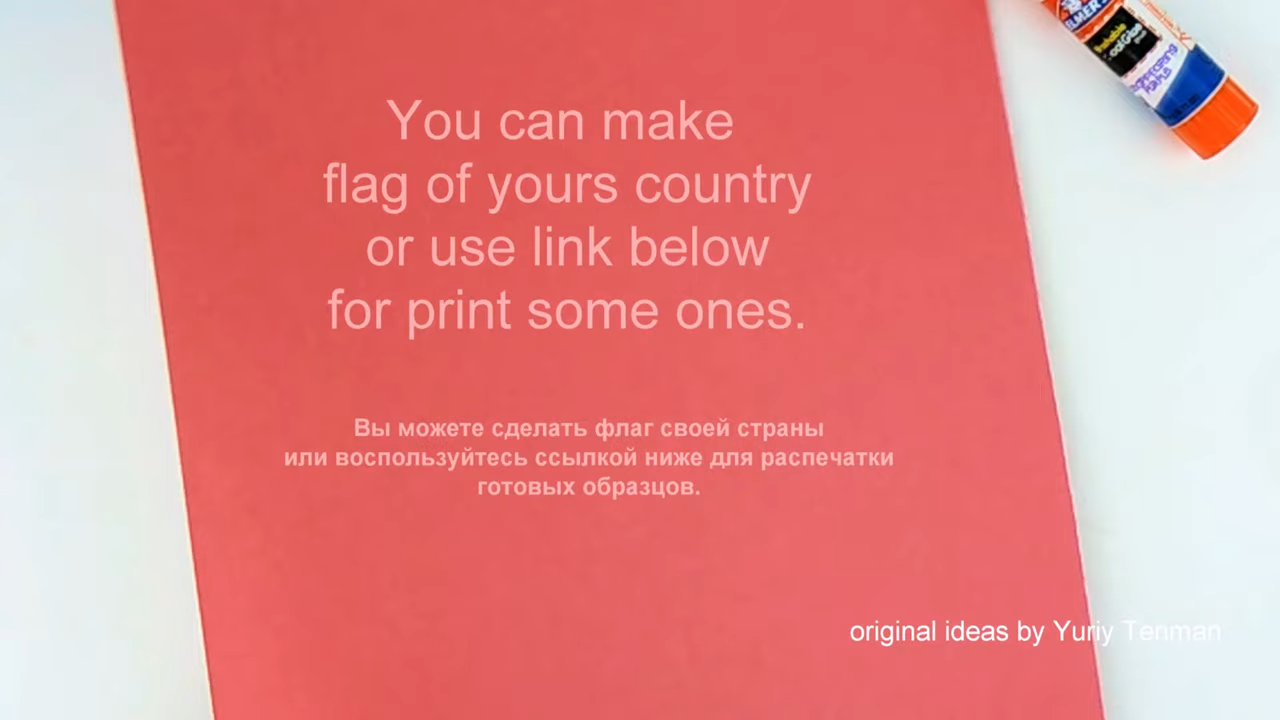 ELMER'S
You can make
flag of yours country
or use link below
for print some ones.
Вы можете сделать флаг своей страны
или воспользуйтесь ссылкой ниже для распечатки
готовых образцов.
original ideas by Yuriy Tenman